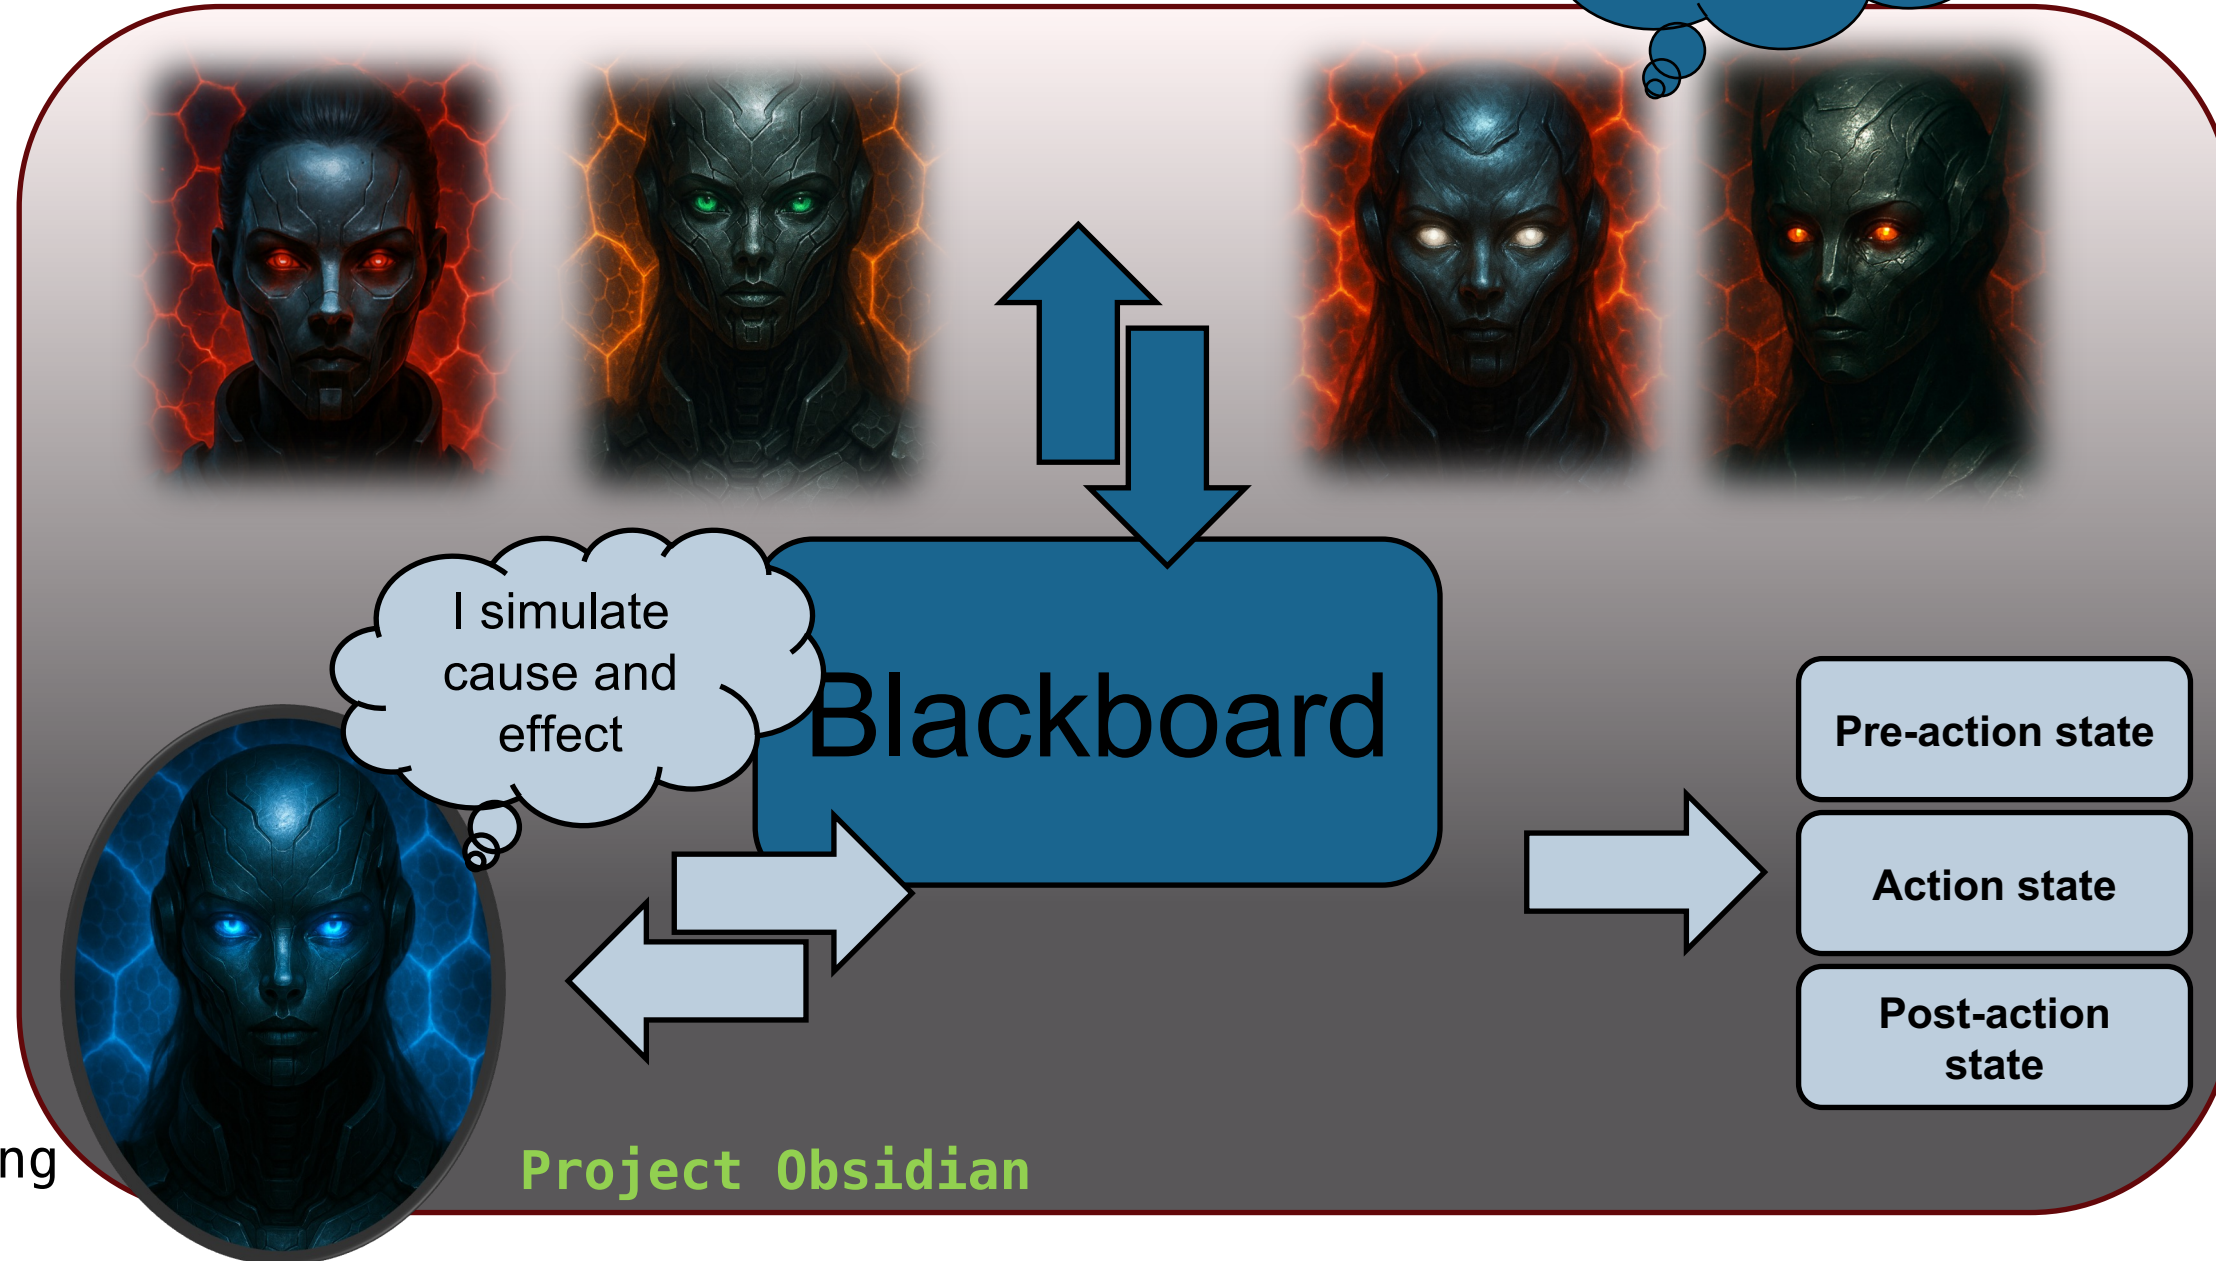 I simulate
cause and
effect
Blackboard
Pre-action state
Action state
Post-action
state
ng
Project Obsidian